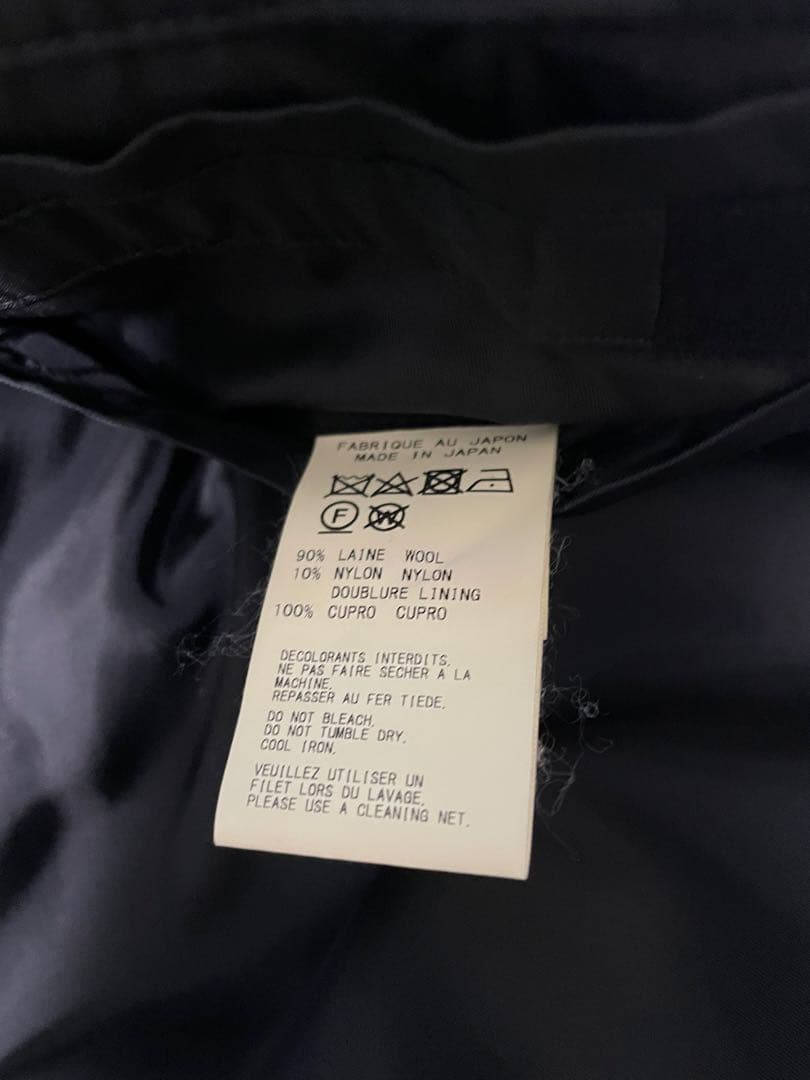 FABRIQUE AU JAPON
MADE IN JAPAN
F W
90% LAINE WOOL
10% NYLON NYLON
DOUBLURE LINING
100% CUPRO CUPRO
DECOLORANTS INTERDITS.
NE PAS FAIRE SECHER A LA
MACHINE.
REPASSER AU FER TIEDE.
DO NOT BLEACH.
DO NOT TUMBLE DRY.
COOL IRON.
VEUILLEZ UTILISER UN
FILET LORS DU LAVAGE.
PLEASE USE A CLEANING NET.